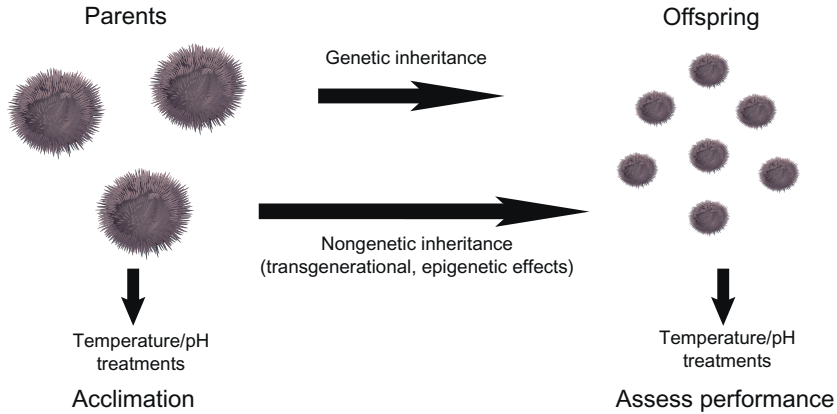 Parents
Offspring
Genetic inheritance
Nongenetic inheritance
(transgenerational, epigenetic effects)
Temperature/pH
treatments
Temperature/pH
treatments
Acclimation
Assess performance